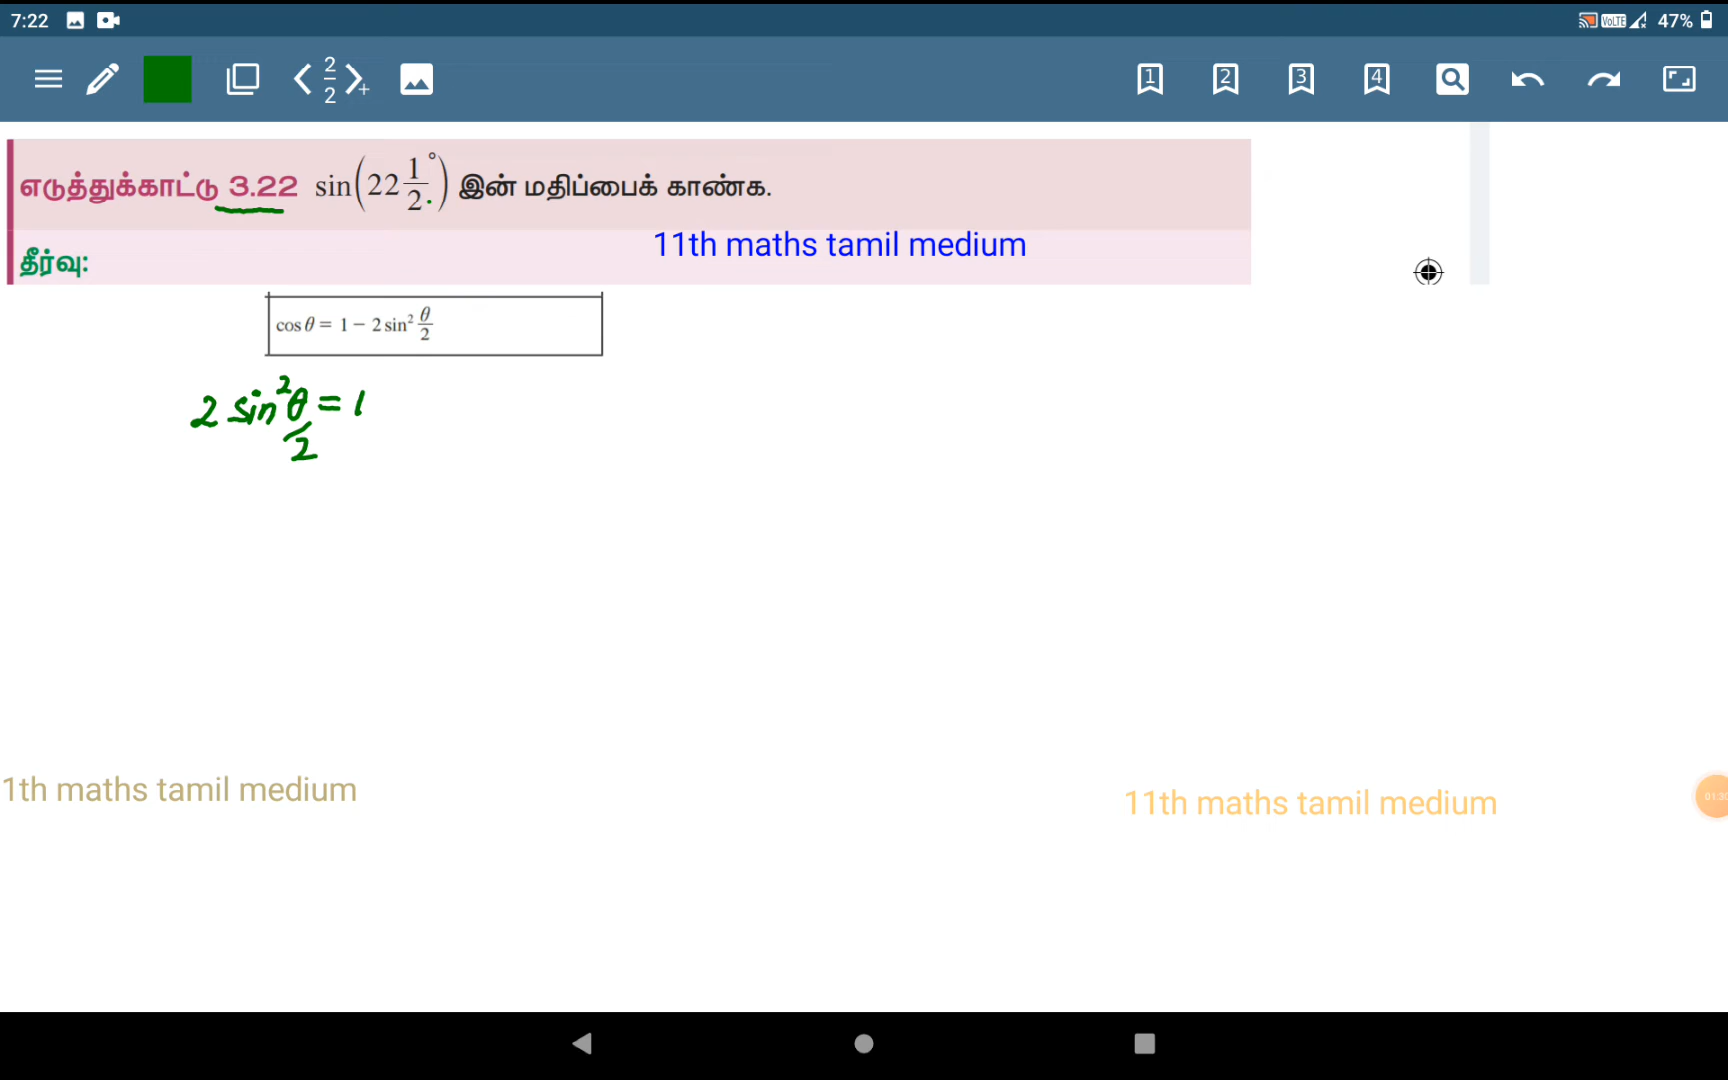 7:22 VoLTE 47%
2
2
1 2 3 4
எடுத்துக்காட்டு 3.22 sin(22 1/2°) இன் மதிப்பைக் காண்க.
தீர்வு:
11th maths tamil medium
cos θ = 1 − 2 sin² θ/2
2 sin² θ/2 = 1
1th maths tamil medium
11th maths tamil medium